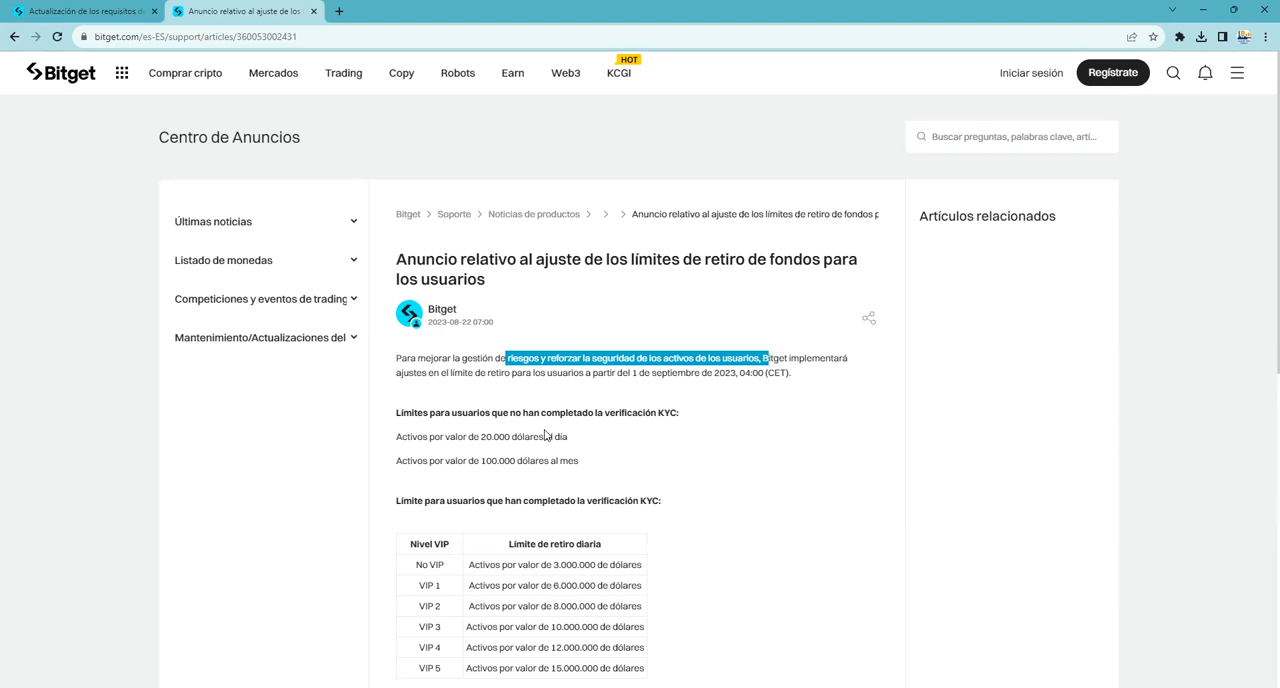 Actualización de los requisitos de
Anuncio relativo al ajuste de los
bitget.com/es-ES/support/articles/360053002431
HOT
Bitget
Comprar cripto
Mercados
Trading
Copy
Robots
Earn
Web3
KCGI
Iniciar sesión
Regístrate
Centro de Anuncios
Buscar preguntas, palabras clave, artí...
Últimas noticias
Listado de monedas
Competiciones y eventos de trading
Mantenimiento/Actualizaciones del
Bitget > Soporte > Noticias de productos > > > Anuncio relativo al ajuste de los límites de retiro de fondos p
Anuncio relativo al ajuste de los límites de retiro de fondos para
los usuarios
Bitget
2023-08-22 07:00
Para mejorar la gestión de riesgos y reforzar la seguridad de los activos de los usuarios, Bitget implementará
ajustes en el límite de retiro para los usuarios a partir del 1 de septiembre de 2023, 04:00 (CET).
Límites para usuarios que no han completado la verificación KYC:
Activos por valor de 20.000 dólares al día
Activos por valor de 100.000 dólares al mes
Límite para usuarios que han completado la verificación KYC:
Nivel VIP Límite de retiro diaria
No VIP Activos por valor de 3.000.000 de dólares
VIP 1 Activos por valor de 6.000.000 de dólares
VIP 2 Activos por valor de 8.000.000 de dólares
VIP 3 Activos por valor de 10.000.000 de dólares
VIP 4 Activos por valor de 12.000.000 de dólares
VIP 5 Activos por valor de 15.000.000 de dólares
Artículos relacionados